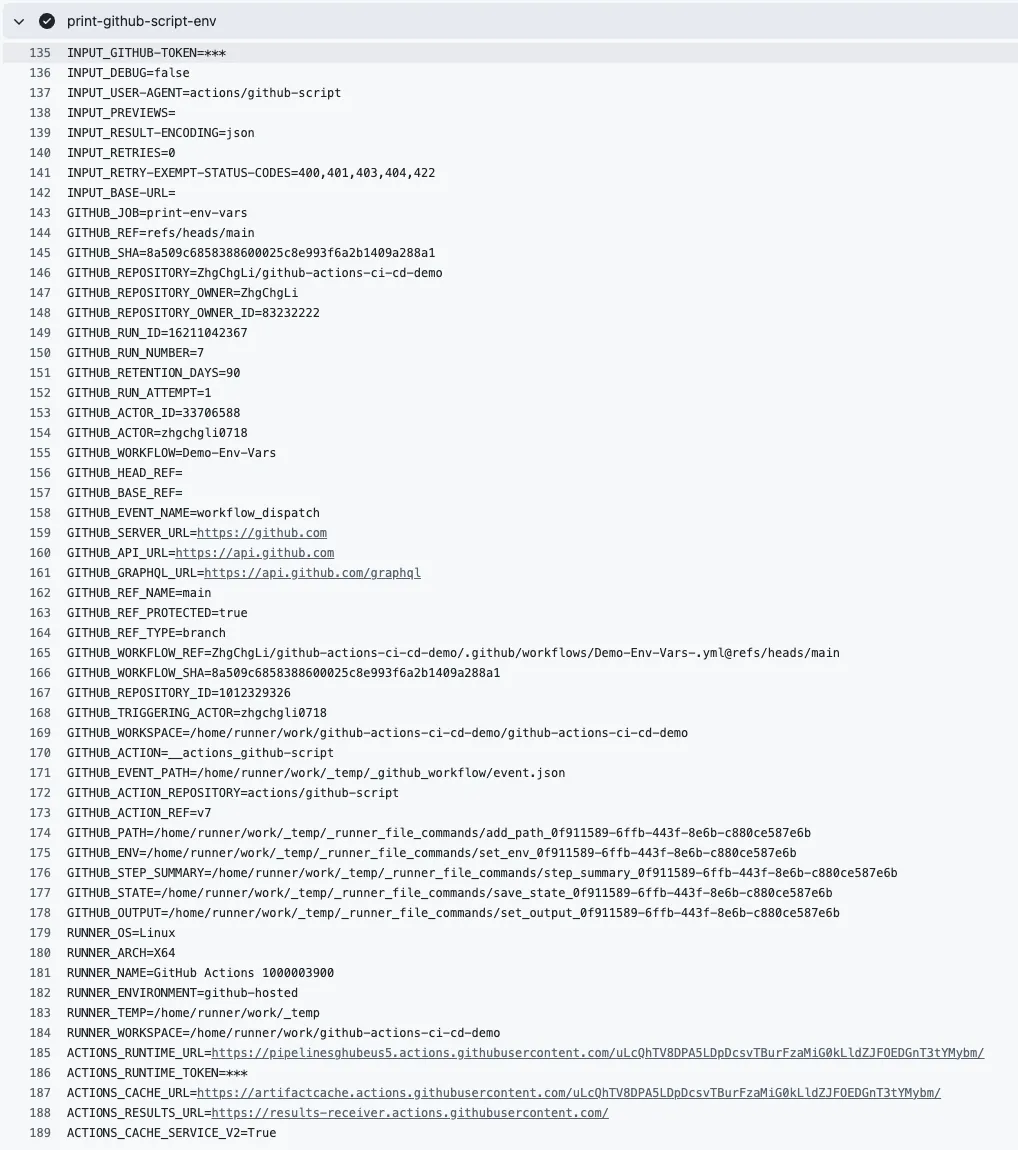 print-github-script-env
135 INPUT_GITHUB-TOKEN=***
136 INPUT_DEBUG=false
137 INPUT_USER-AGENT=actions/github-script
138 INPUT_PREVIEWS=
139 INPUT_RESULT-ENCODING=json
140 INPUT_RETRIES=0
141 INPUT_RETRY-EXEMPT-STATUS-CODES=400,401,403,404,422
142 INPUT_BASE-URL=
143 GITHUB_JOB=print-env-vars
144 GITHUB_REF=refs/heads/main
145 GITHUB_SHA=8a509c6858388600025c8e993f6a2b1409a288a1
146 GITHUB_REPOSITORY=ZhgChgLi/github-actions-ci-cd-demo
147 GITHUB_REPOSITORY_OWNER=ZhgChgLi
148 GITHUB_REPOSITORY_OWNER_ID=83232222
149 GITHUB_RUN_ID=16211042367
150 GITHUB_RUN_NUMBER=7
151 GITHUB_RETENTION_DAYS=90
152 GITHUB_RUN_ATTEMPT=1
153 GITHUB_ACTOR_ID=33706588
154 GITHUB_ACTOR=zhgchgli0718
155 GITHUB_WORKFLOW=Demo-Env-Vars
156 GITHUB_HEAD_REF=
157 GITHUB_BASE_REF=
158 GITHUB_EVENT_NAME=workflow_dispatch
159 GITHUB_SERVER_URL=https://github.com
160 GITHUB_API_URL=https://api.github.com
161 GITHUB_GRAPHQL_URL=https://api.github.com/graphql
162 GITHUB_REF_NAME=main
163 GITHUB_REF_PROTECTED=true
164 GITHUB_REF_TYPE=branch
165 GITHUB_WORKFLOW_REF=ZhgChgLi/github-actions-ci-cd-demo/.github/workflows/Demo-Env-Vars-.yml@refs/heads/main
166 GITHUB_WORKFLOW_SHA=8a509c6858388600025c8e993f6a2b1409a288a1
167 GITHUB_REPOSITORY_ID=1012329326
168 GITHUB_TRIGGERING_ACTOR=zhgchgli0718
169 GITHUB_WORKSPACE=/home/runner/work/github-actions-ci-cd-demo/github-actions-ci-cd-demo
170 GITHUB_ACTION=__actions_github-script
171 GITHUB_EVENT_PATH=/home/runner/work/_temp/_github_workflow/event.json
172 GITHUB_ACTION_REPOSITORY=actions/github-script
173 GITHUB_ACTION_REF=v7
174 GITHUB_PATH=/home/runner/work/_temp/_runner_file_commands/add_path_0f911589-6ffb-443f-8e6b-c880ce587e6b
175 GITHUB_ENV=/home/runner/work/_temp/_runner_file_commands/set_env_0f911589-6ffb-443f-8e6b-c880ce587e6b
176 GITHUB_STEP_SUMMARY=/home/runner/work/_temp/_runner_file_commands/step_summary_0f911589-6ffb-443f-8e6b-c880ce587e6b
177 GITHUB_STATE=/home/runner/work/_temp/_runner_file_commands/save_state_0f911589-6ffb-443f-8e6b-c880ce587e6b
178 GITHUB_OUTPUT=/home/runner/work/_temp/_runner_file_commands/set_output_0f911589-6ffb-443f-8e6b-c880ce587e6b
179 RUNNER_OS=Linux
180 RUNNER_ARCH=X64
181 RUNNER_NAME=GitHub Actions 1000003900
182 RUNNER_ENVIRONMENT=github-hosted
183 RUNNER_TEMP=/home/runner/work/_temp
184 RUNNER_WORKSPACE=/home/runner/work/github-actions-ci-cd-demo
185 ACTIONS_RUNTIME_URL=https://pipelinesghubeus5.actions.githubusercontent.com/uLcQhTV8DPA5LDpDcsvTBurFzaMiG0kLldZJFOEDGnT3tYMybm/
186 ACTIONS_RUNTIME_TOKEN=***
187 ACTIONS_CACHE_URL=https://artifactcache.actions.githubusercontent.com/uLcQhTV8DPA5LDpDcsvTBurFzaMiG0kLldZJFOEDGnT3tYMybm/
188 ACTIONS_RESULTS_URL=https://results-receiver.actions.githubusercontent.com/
189 ACTIONS_CACHE_SERVICE_V2=True